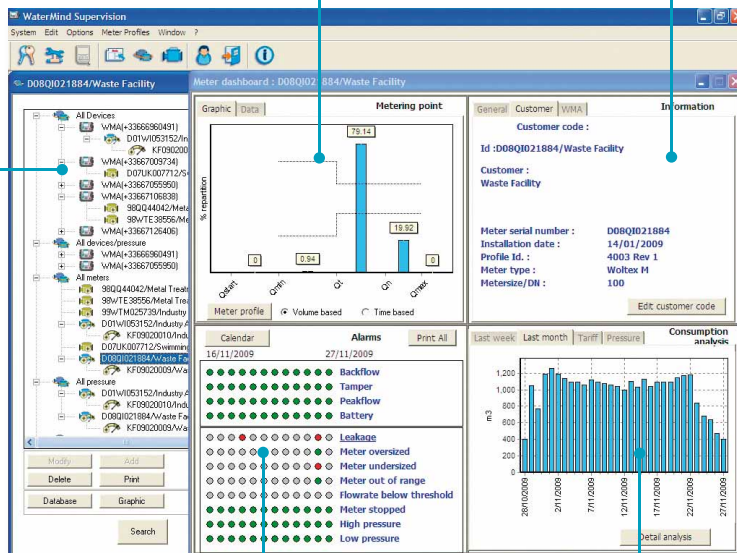 WaterMind Supervision
System Edit Options Meter Profiles Window ?
D08QI021884/Waste Facility
All Devices
WMA(+33666960491)
D01WI053152/In
KF09020
WMA(+33667009734)
D07UK007712/S
WMA(+33667055950)
WMA(+33667106838)
98QQ44042/Meta
98WTE38556/Me
WMA(+33667126406)
All devices/pressure
WMA(+33666960491)
WMA(+33667055950)
All meters
98QQ44042/Metal Treat
98WTE38556/Metal Trea
99WTM025739/Industry
D01WI053152/Industry A
KF09020010/Indu
D07UK007712/Swimming
D08QI021884/Waste Fa
KF09020009/Wa
All pressure
D01WI053152/Industry A
KF09020010/Indu
D08QI021884/Waste Fa
KF09020009/Wa
Modify Add
Delete Print
Database Graphic
Search
Meter dashboard : D08QI021884/Waste Facility
Graphic Data Metering point
79.14
% repartition
19.92
0 0.94 0
Qstart Qmin Qt Qn Qmax
Meter profile Volume based Time based
General Customer WMA Information
Customer code :
Id :D08QI021884/Waste Facility
Customer :
Waste Facility
Meter serial number : D08QI021884
Installation date : 14/01/2009
Profile Id. : 4003 Rev 1
Meter type : Woltex M
Metersize/DN : 100
Edit customer code
Calendar Alarms Print All
16/11/2009 27/11/2009
Backflow
Tamper
Peakflow
Battery
Leakage
Meter oversized
Meter undersized
Meter out of range
Flowrate below threshold
Meter stopped
High pressure
Low pressure
Last week Last month Tariff Pressure Consumption analysis
1,200
1,000
800
600
400
200
0
m3
28/10/2009 2/11/2009 7/11/2009 12/11/2009 17/11/2009 22/11/2009 27/11/2009
Detail analysis